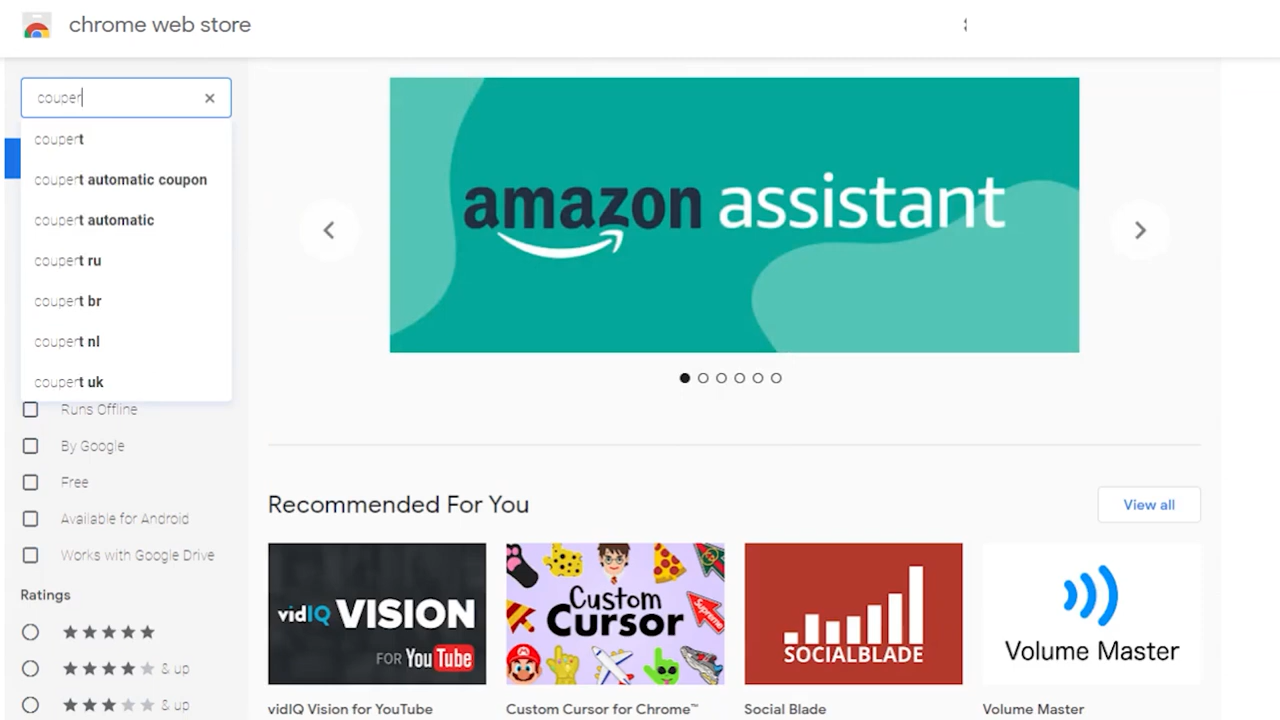 chrome web store
couper
coupert
coupert automatic coupon
coupert automatic
coupert ru
coupert br
coupert nl
coupert uk
Runs Offline
By Google
Free
Available for Android
Works with Google Drive
Ratings
& up
& up
amazon assistant
Recommended For You
View all
vidIQ VISION
FOR YouTube
Custom
Cursor
Supreme
SOCIALBLADE
Volume Master
vidIQ Vision for YouTube
Custom Cursor for Chrome™
Social Blade
Volume Master